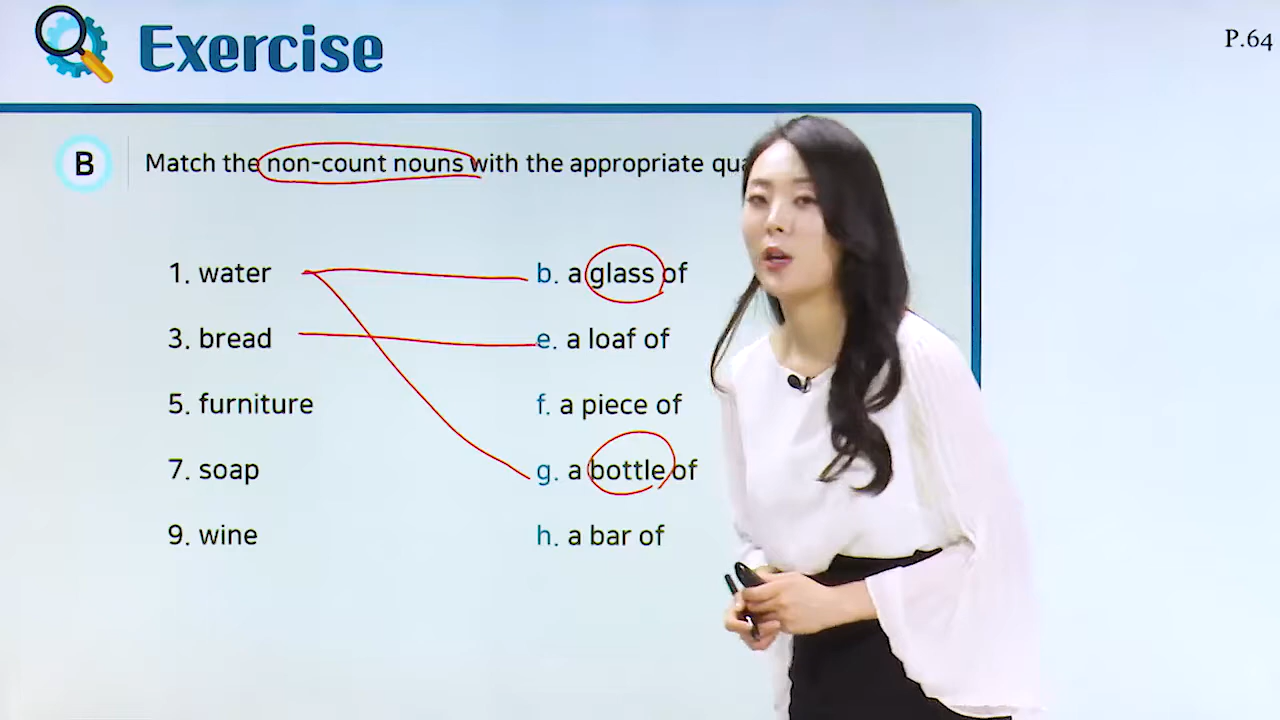 Exercise
P.64
B
Match the non-count nouns with the appropriate
1. water
b. a glass of
3. bread
e. a loaf of
5. furniture
f. a piece of
7. soap
g. a bottle of
9. wine
h. a bar of